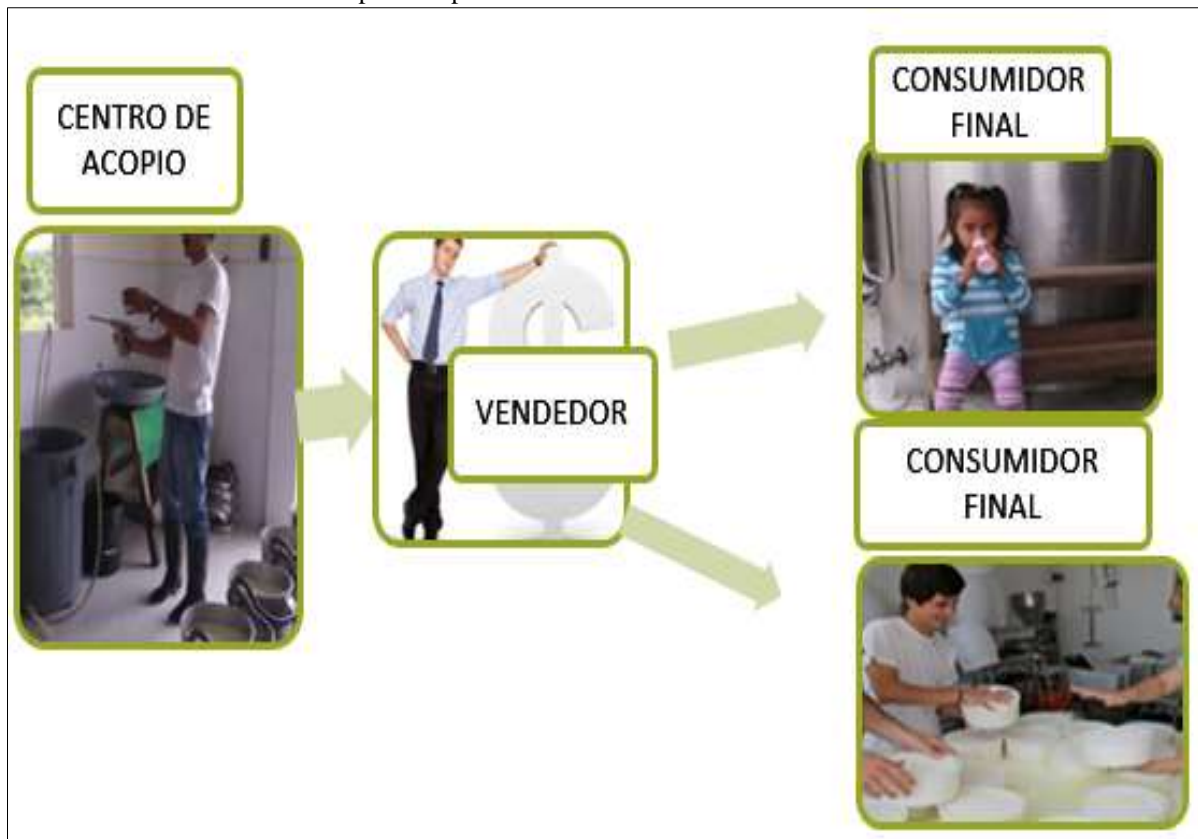 CENTRO DE
ACOPIO
VENDEDOR
CONSUMIDOR
FINAL
CONSUMIDOR
FINAL